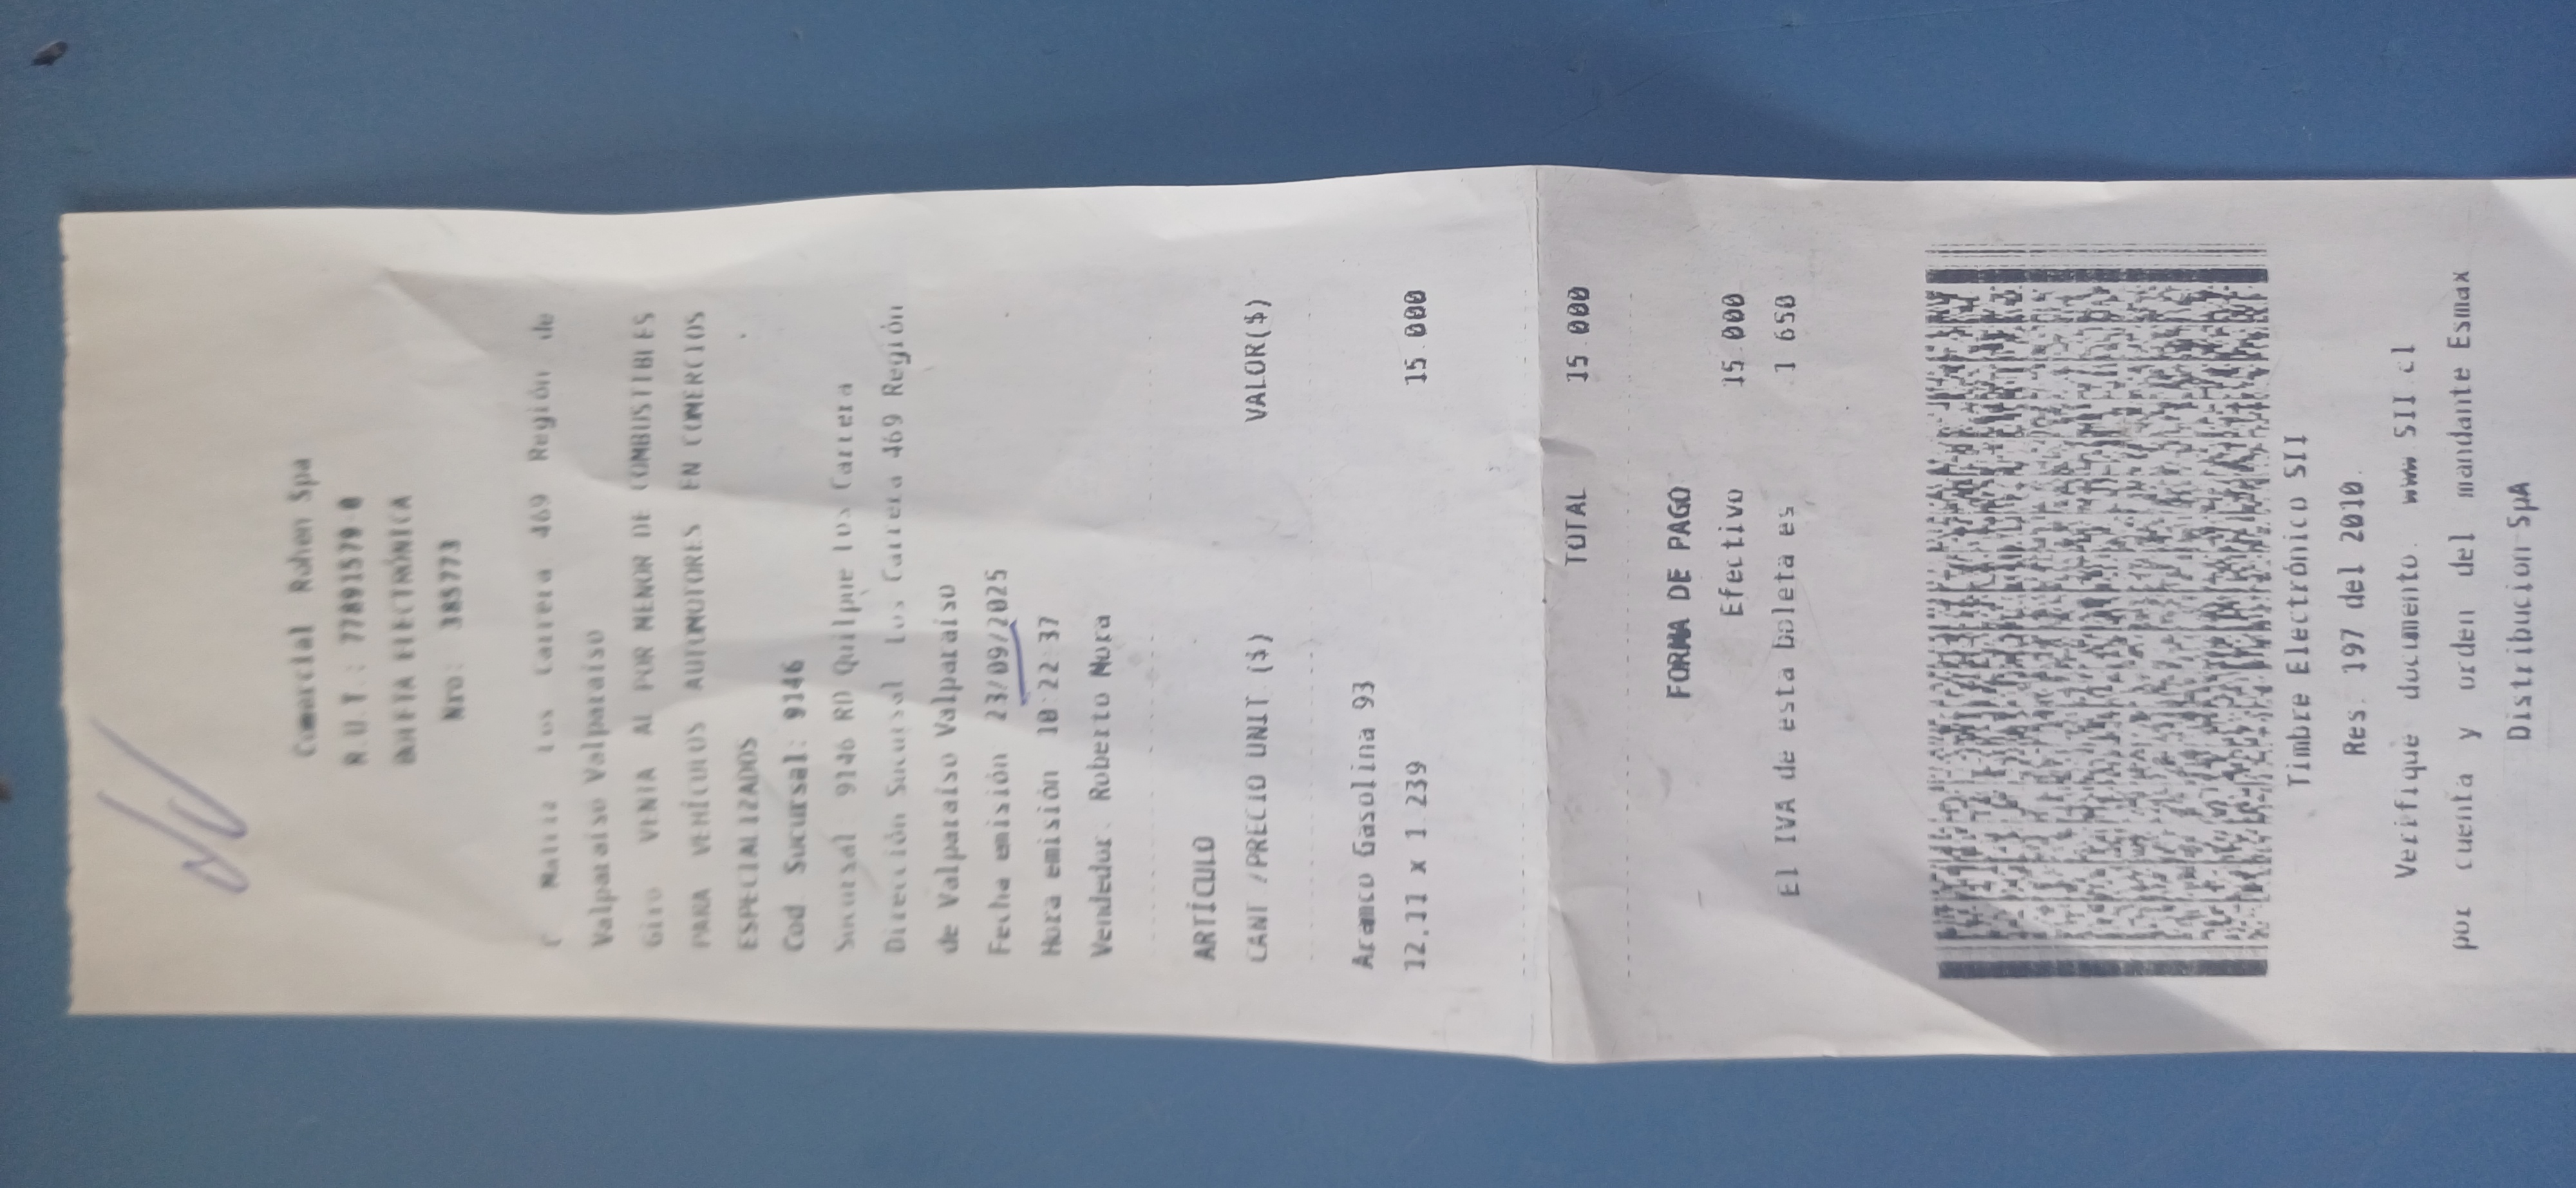 Comercial Rohen Spa
R.U.T.: 77891579 0
BOLETA ELECTRÓNICA
Nro: 385773
C Matriz Los Carrera 469 Región de
Valparaíso Valparaíso
Giro VENTA AL POR MENOR DE COMBUSTIBLES
PARA VEHÍCULOS AUTOMOTORES EN COMERCIOS
ESPECIALIZADOS
Cod Sucursal: 9146
Sucursal 9146 RD Quilpue los Carrera
Dirección Sucursal Los Carrera 469 Región
de Valparaíso Valparaíso
Fecha emisión 23/09/2025
Hora emisión 10:22:37
Vendedor. Roberto Mora
ARTÍCULO
CANT /PRECIO UNIT ($) VALOR($)
Aramco Gasolina 93
12,11 x 1 239 15.000
TOTAL 15.000
FORMA DE PAGO
Efectivo 15.000
El IVA de esta boleta es 1 650
Timbre Electrónico SII
Res. 197 del 2010.
Verifique documento. www SII cl
por cuenta y orden del mandante Esmax
Distribucion SpA